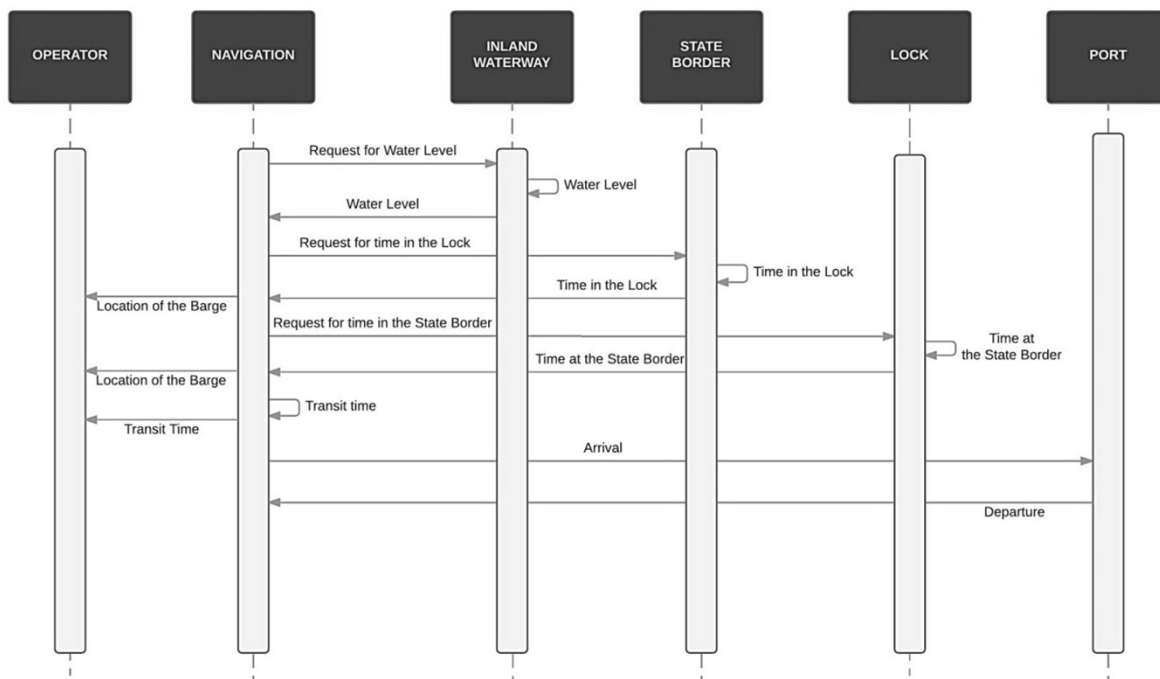 OPERATOR
NAVIGATION
INLAND
WATERWAY
STATE
BORDER
LOCK
PORT
Request for Water Level
Water Level
Water Level
Request for time in the Lock
Time in the Lock
Time in the Lock
Location of the Barge
Request for time in the State Border
Time at
the State Border
Time at the State Border
Location of the Barge
Transit time
Transit Time
Arrival
Departure